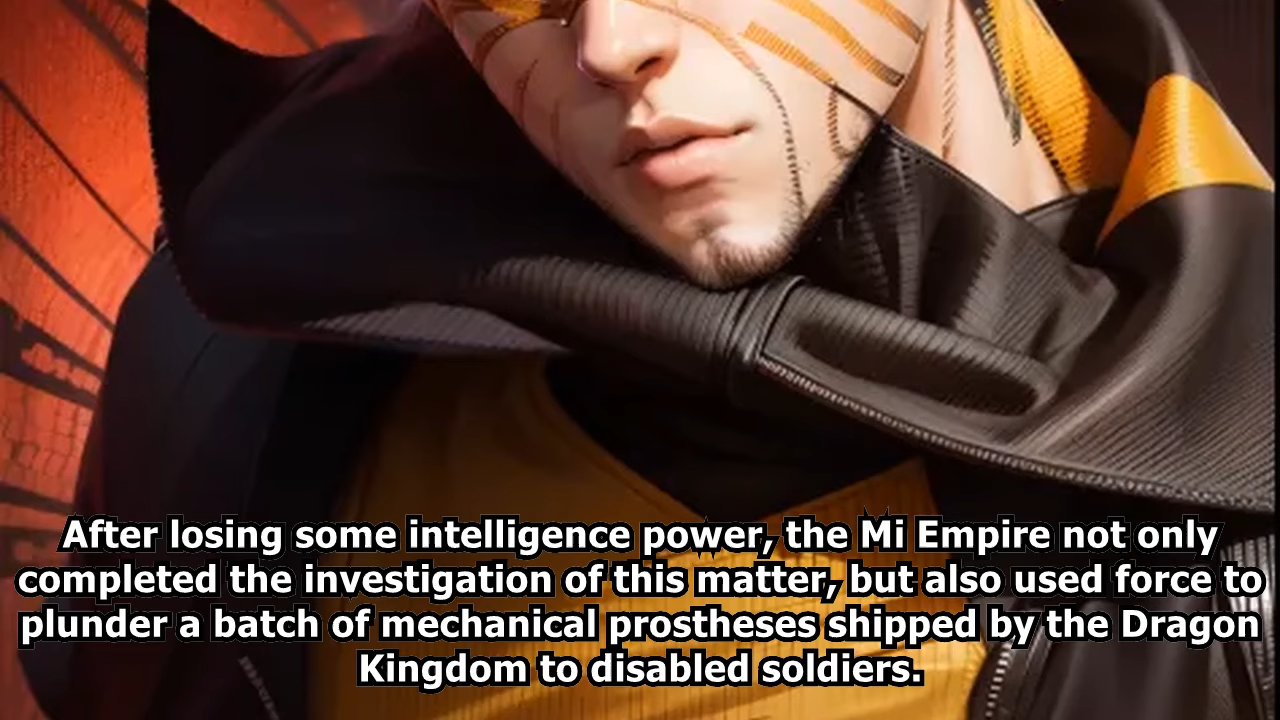 After losing some intelligence power, the Mi Empire not only
completed the investigation of this matter, but also used force to
plunder a batch of mechanical prostheses shipped by the Dragon
Kingdom to disabled soldiers.